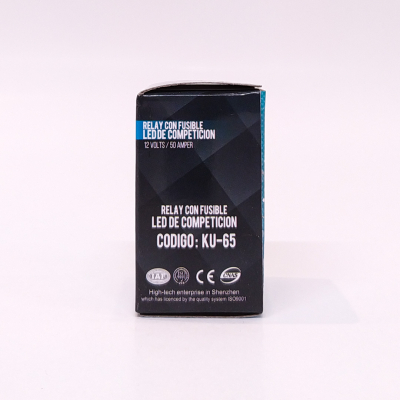 RELAY CON FUSIBLE
LED DE COMPETICION
12 VOLTS / 50 AMPER
RELAY CON FUSIBLE
LED DE COMPETICION
CODIGO: KU-65
IAF CE
High-tech enterprise in Shenzhen
which has licenced by the quality system ISO9001